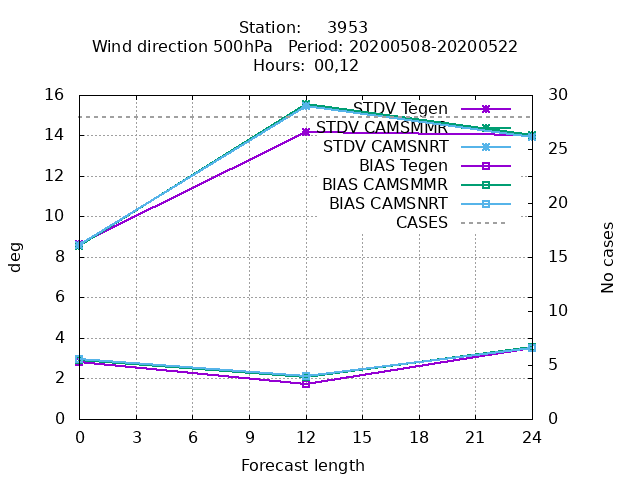 Station: 3953
Wind direction 500hPa Period: 20200508-20200522
Hours: 00,12
16
14
12
10
8
6
4
2
0
deg
30
25
20
15
10
5
0
No cases
STDV Tegen
STDV CAMSMMR
STDV CAMSNRT
BIAS Tegen
BIAS CAMSMMR
BIAS CAMSNRT
CASES
0 3 6 9 12 15 18 21 24
Forecast length